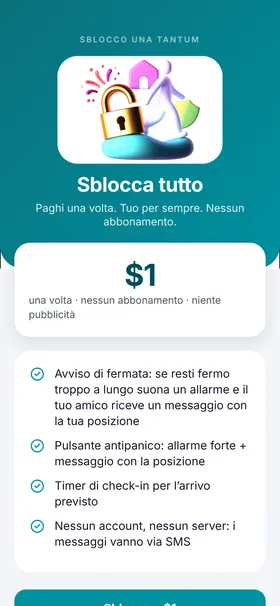 SBLOCCO UNA TANTUM
Sblocca tutto
Paghi una volta. Tuo per sempre. Nessun
abbonamento.
$1
una volta · nessun abbonamento · niente
pubblicità
Avviso di fermata: se resti fermo
troppo a lungo suona un allarme e il
tuo amico riceve un messaggio con
la tua posizione
Pulsante antipanico: allarme forte +
messaggio con la posizione
Timer di check-in per l'arrivo
previsto
Nessun account, nessun server: i
messaggi vanno via SMS